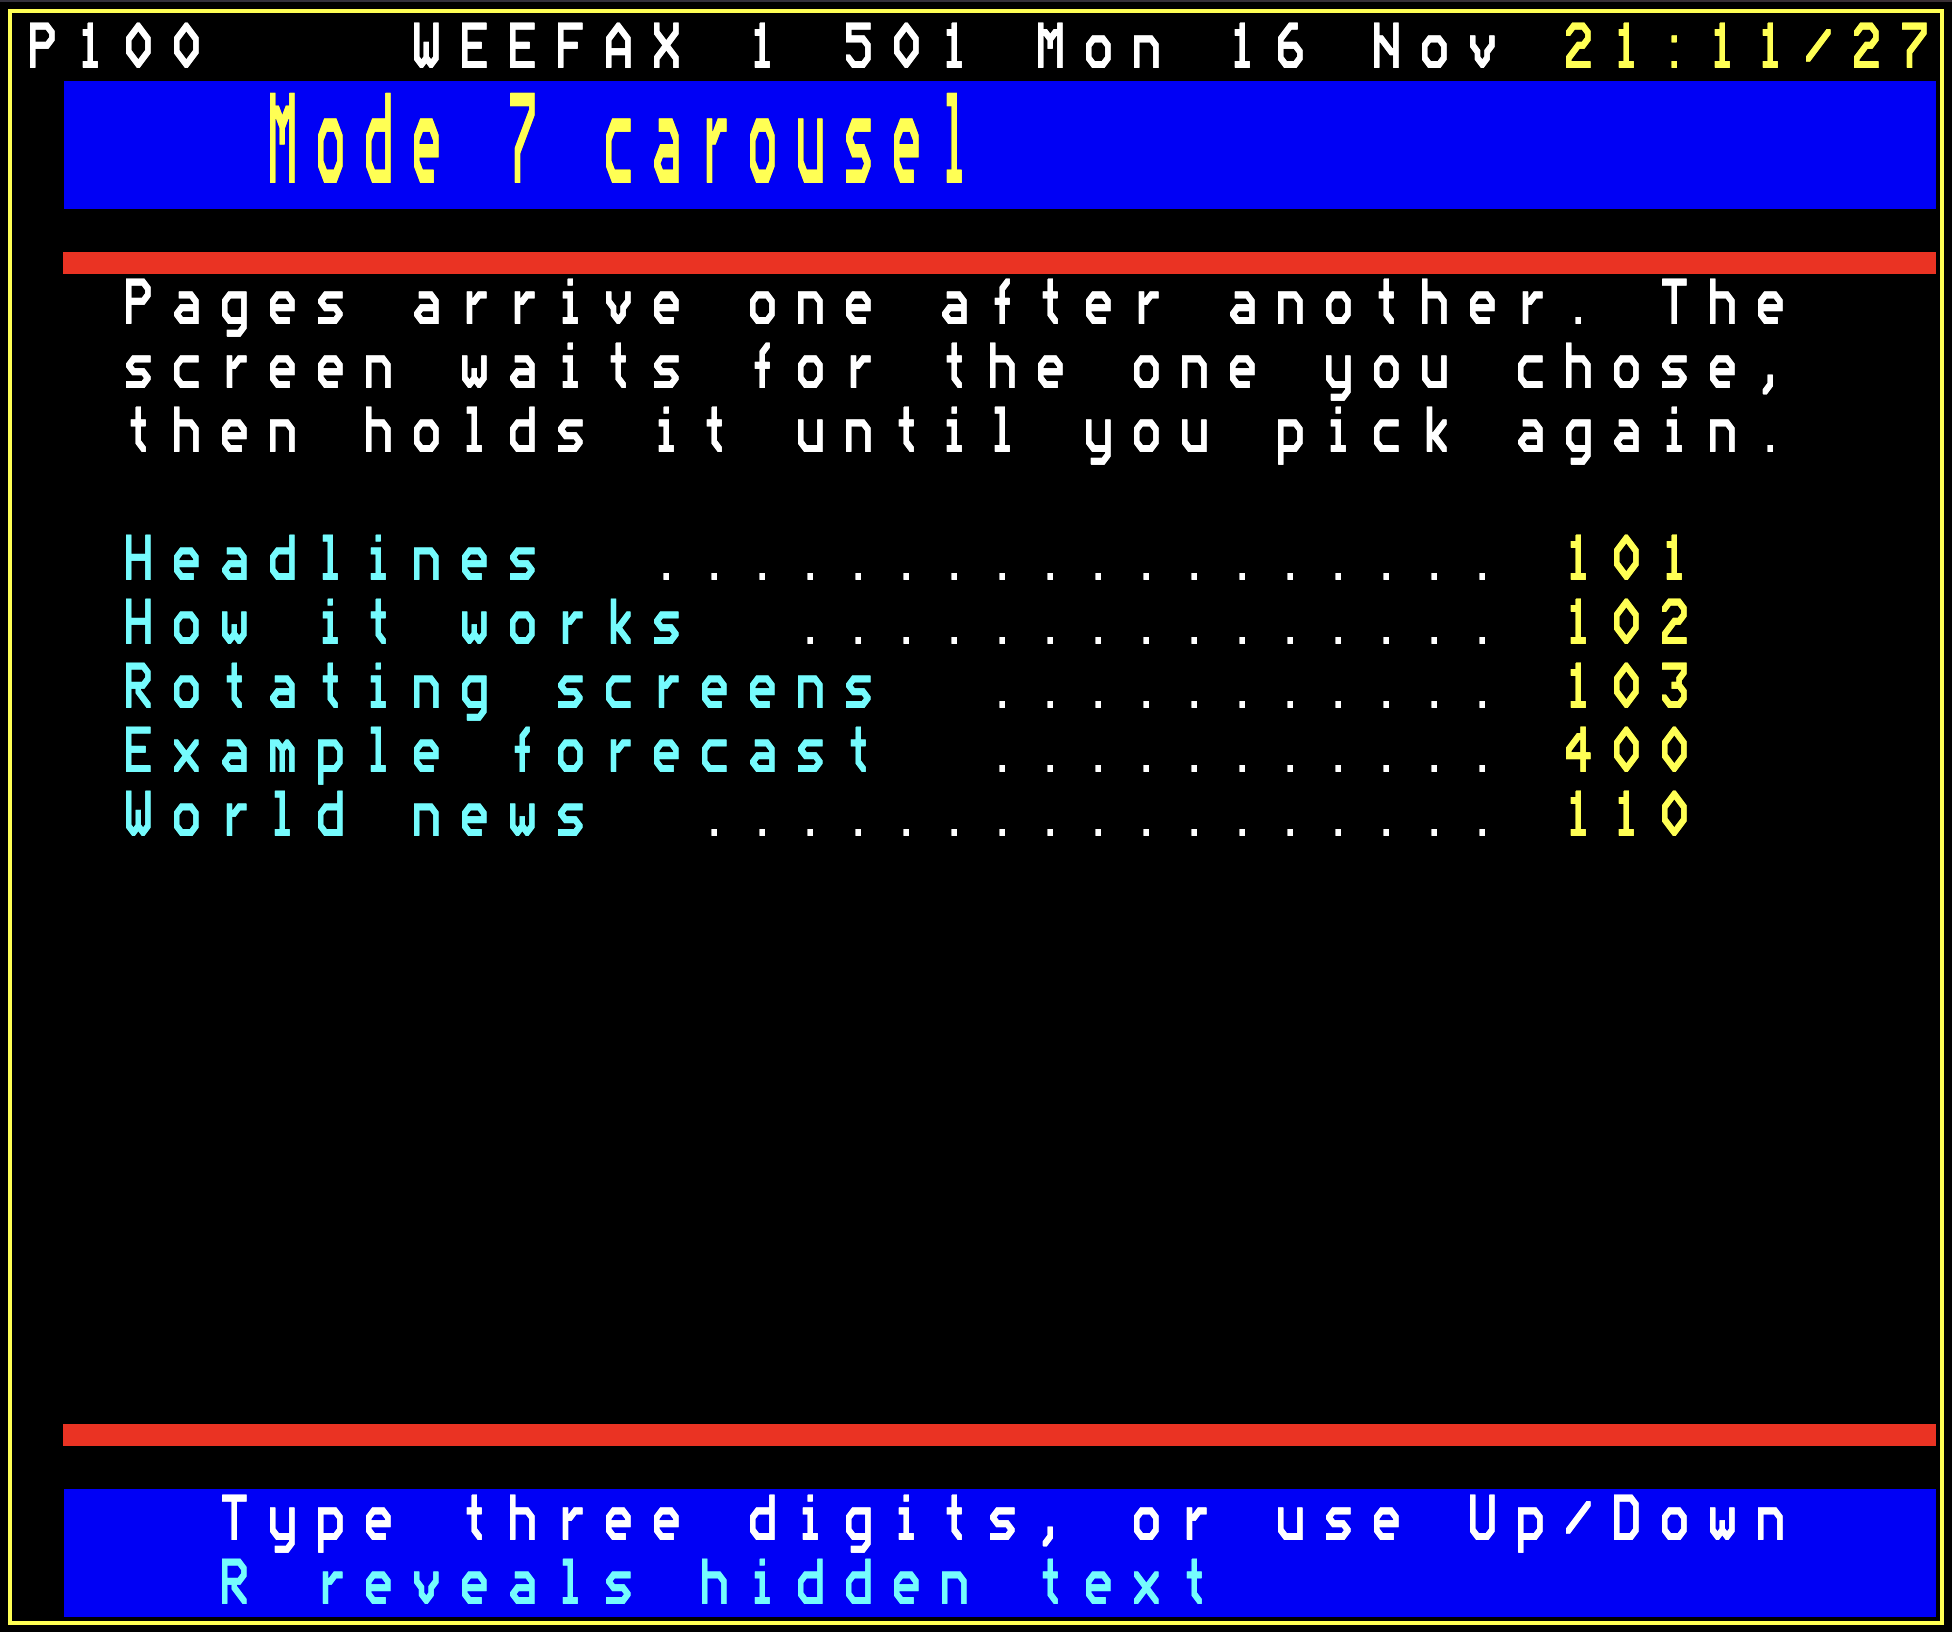 P100 WEEFAX 1 501 Mon 16 Nov 21:11/27
Mode 7 carousel
Pages arrive one after another. The
screen waits for the one you chose,
then holds it until you pick again.
Headlines .................. 101
How it works ............... 102
Rotating screens ........... 103
Example forecast ........... 400
World news ................. 110
Type three digits, or use Up/Down
R reveals hidden text